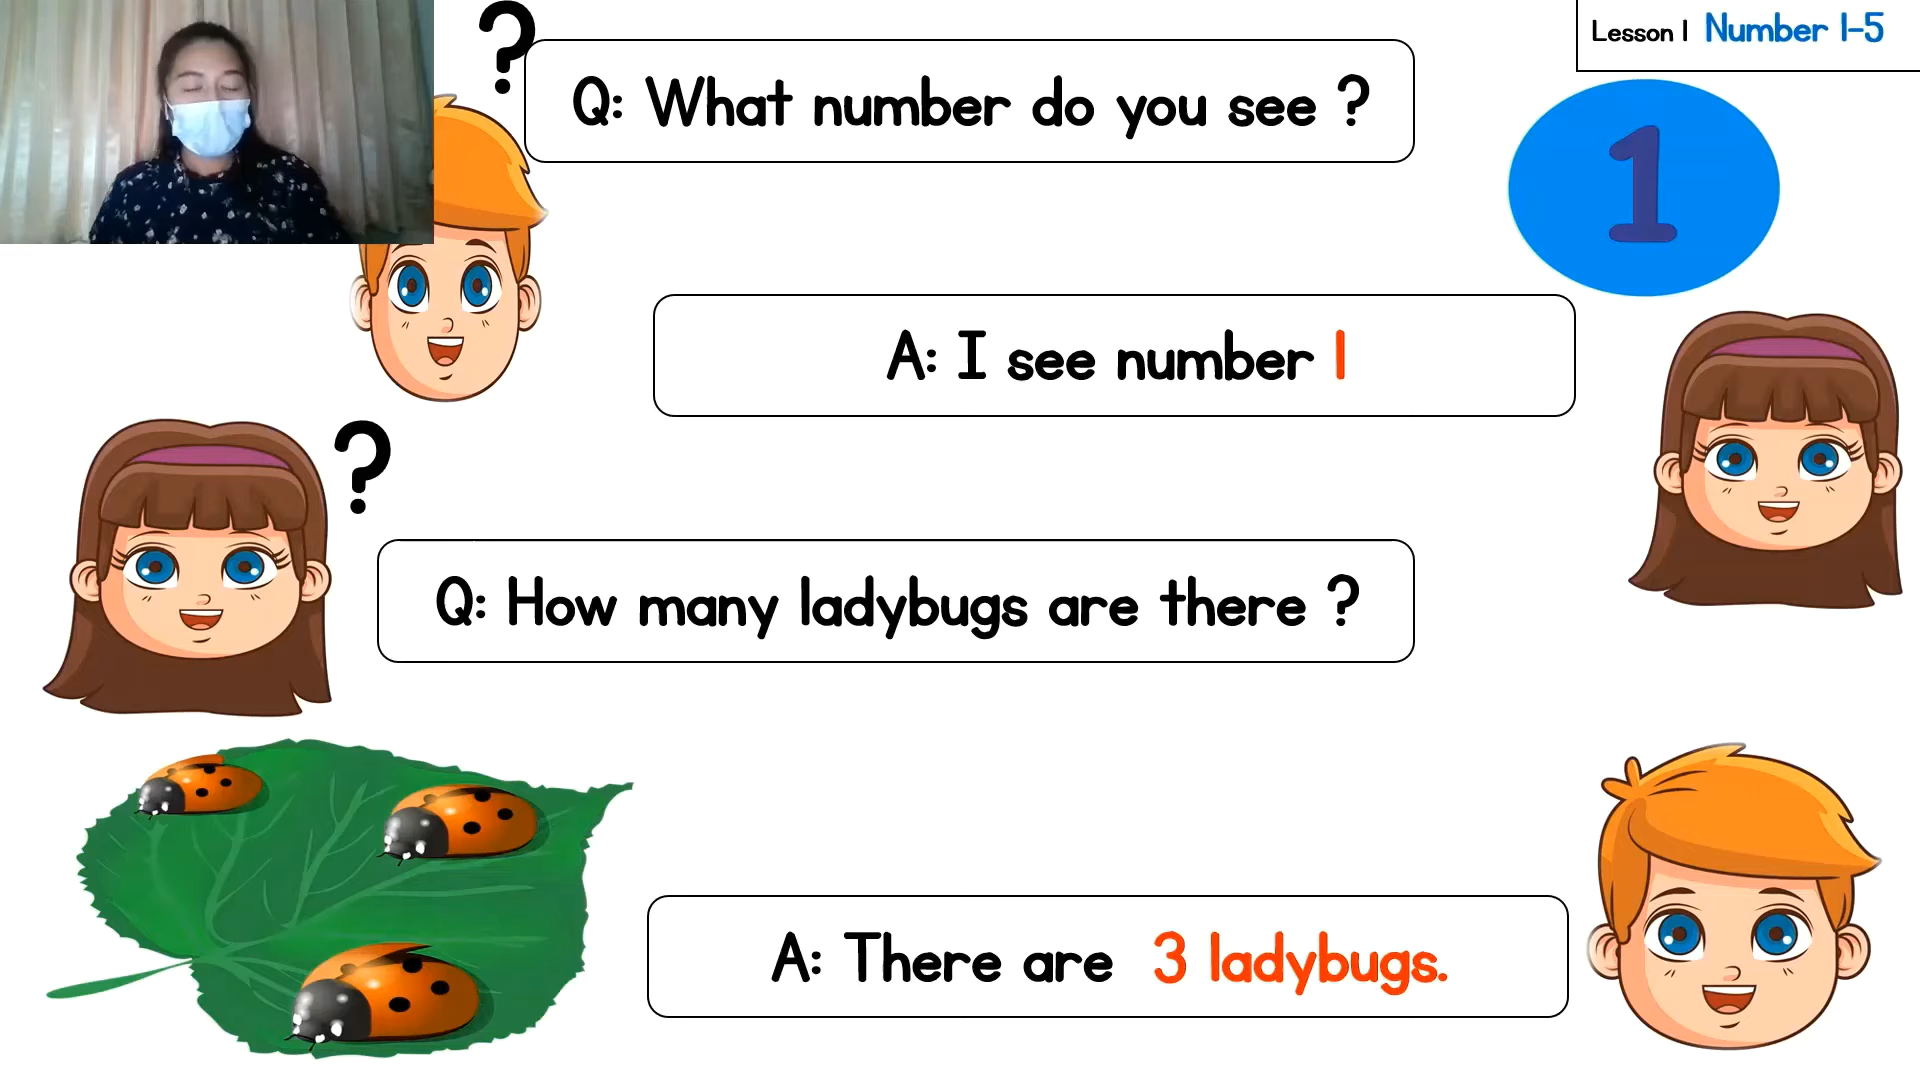 Lesson 1 Number 1-5
?
Q: What number do you see ?
1
A: I see number 1
?
Q: How many ladybugs are there ?
A: There are 3 ladybugs.